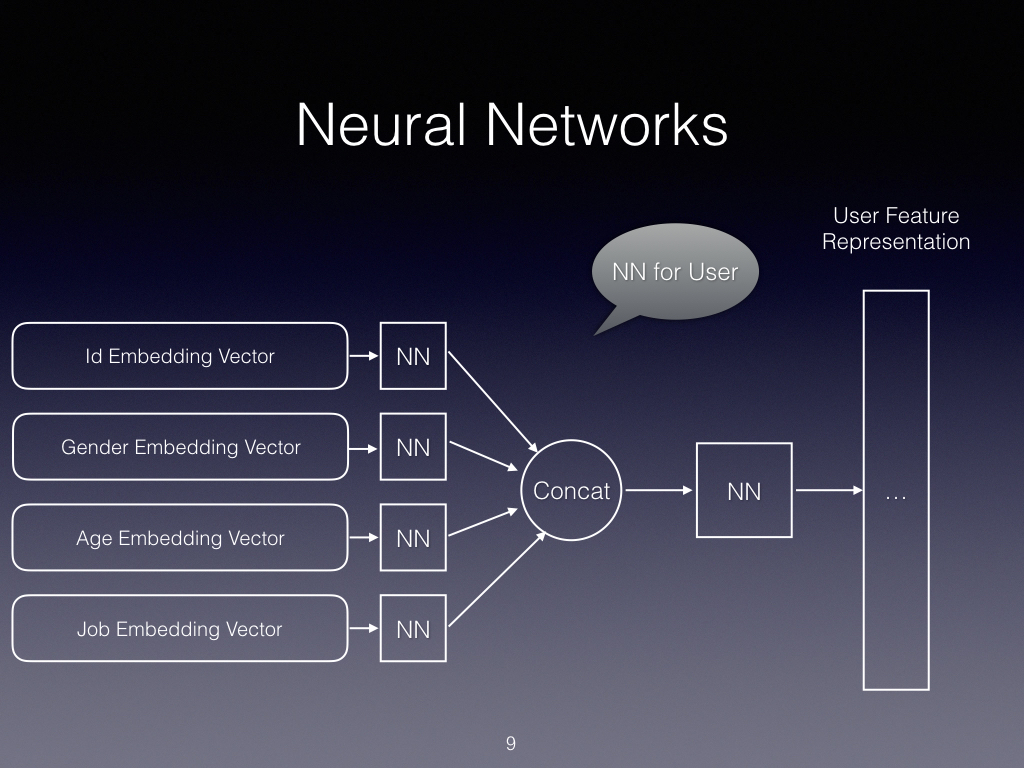 Neural Networks
User Feature
Representation
NN for User
Id Embedding Vector
NN
Gender Embedding Vector
NN
Concat
NN
...
Age Embedding Vector
NN
Job Embedding Vector
NN
9